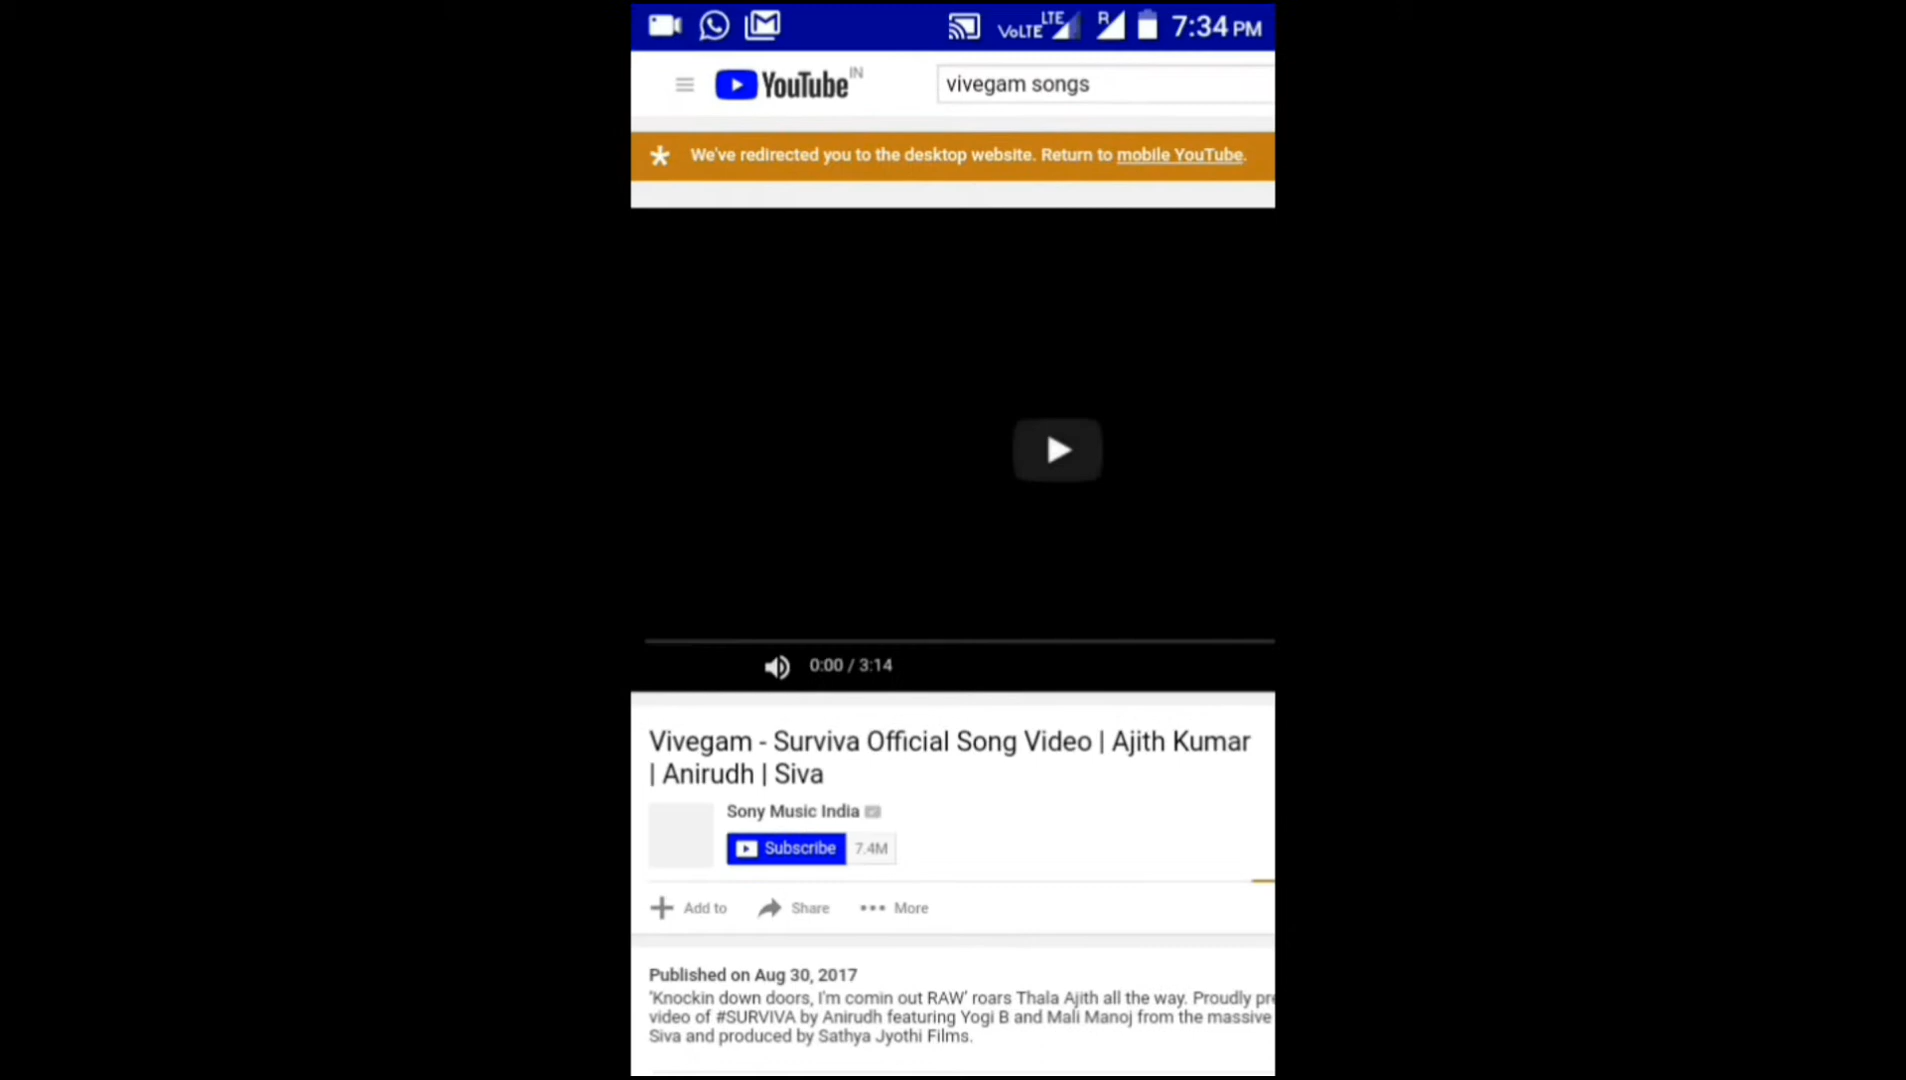 VoLTE LTE R 7:34 PM
YouTube IN vivegam songs
We've redirected you to the desktop website. Return to mobile YouTube.
0:00 / 3:14
Vivegam - Surviva Official Song Video | Ajith Kumar
| Anirudh | Siva
Sony Music India
Subscribe 7.4M
Add to Share More
Published on Aug 30, 2017
'Knockin down doors, I'm comin out RAW' roars Thala Ajith all the way. Proudly pre
video of #SURVIVA by Anirudh featuring Yogi B and Mali Manoj from the massive
Siva and produced by Sathya Jyothi Films.